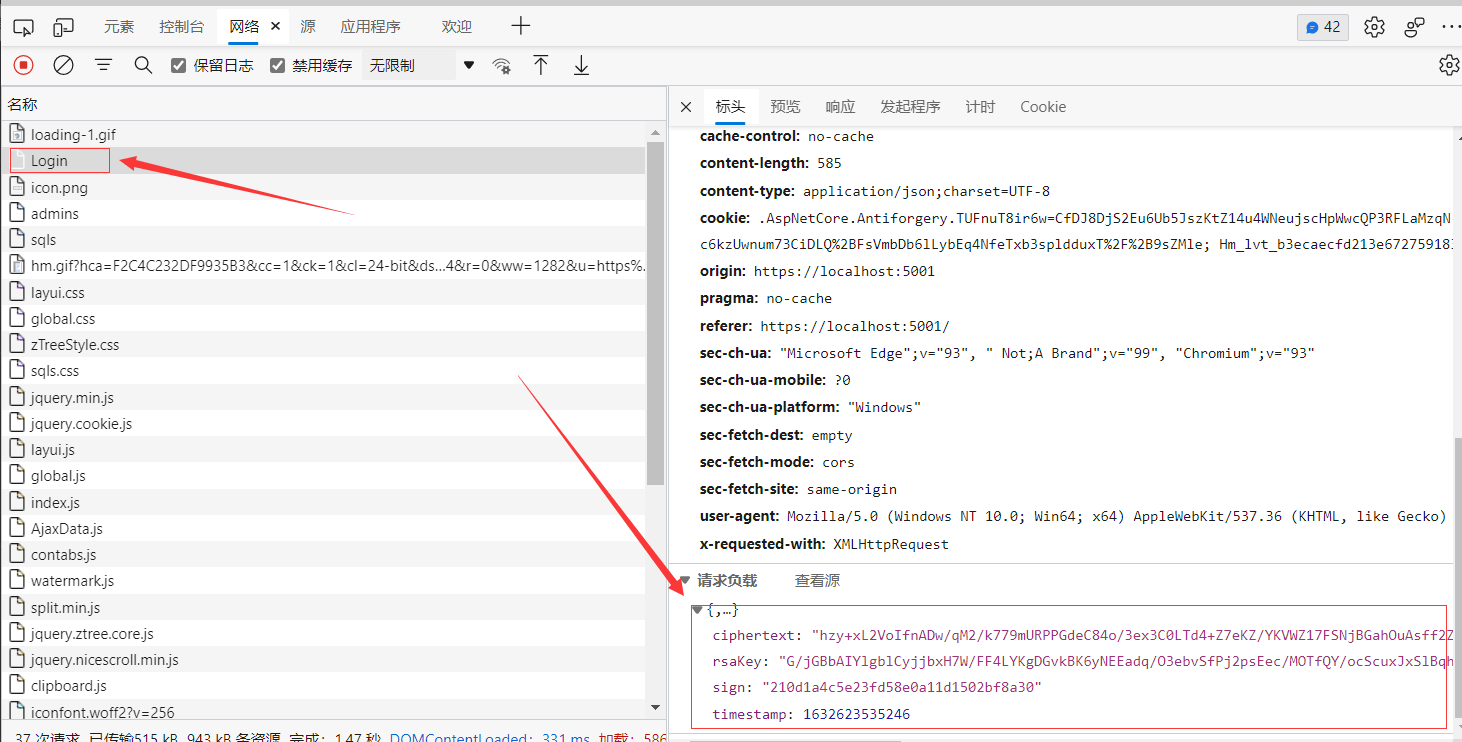 元素 控制台 网络 源 应用程序 欢迎 42
保留日志 禁用缓存 无限制
名称
loading-1.gif
Login
icon.png
admins
sqls
hm.gif?hca=F2C4C232DF9935B3&cc=1&ck=1&cl=24-bit&ds...4&r=0&ww=1282&u=https%.
layui.css
global.css
zTreeStyle.css
sqls.css
jquery.min.js
jquery.cookie.js
layui.js
global.js
index.js
AjaxData.js
contabs.js
watermark.js
split.min.js
jquery.ztree.core.js
jquery.nicescroll.min.js
clipboard.js
iconfont.woff2?v=256
37 次请求 已传输515 kB 943 kB 条资源 完成: 1.47 秒 DOMContentLoaded: 331 ms 加载: 586
标头 预览 响应 发起程序 计时 Cookie
cache-control: no-cache
content-length: 585
content-type: application/json;charset=UTF-8
cookie: .AspNetCore.Antiforgery.TUFnuT8ir6w=CfDJ8DjS2Eu6Ub5JszKtZ14u4WNeujscHpWwcQP3RFLaMzqN
c6kzUwnum73CiDLQ%2BFsVmbDb6lLybEq4NfeTxb3spldduxT%2F%2B9sZMle; Hm_lvt_b3ecaecfd213e67275918
origin: https://localhost:5001
pragma: no-cache
referer: https://localhost:5001/
sec-ch-ua: "Microsoft Edge";v="93", " Not;A Brand";v="99", "Chromium";v="93"
sec-ch-ua-mobile: ?0
sec-ch-ua-platform: "Windows"
sec-fetch-dest: empty
sec-fetch-mode: cors
sec-fetch-site: same-origin
user-agent: Mozilla/5.0 (Windows NT 10.0; Win64; x64) AppleWebKit/537.36 (KHTML, like Gecko)
x-requested-with: XMLHttpRequest
请求负载 查看源
{,…}
ciphertext: "hzy+xL2VoIfnADw/qM2/k779mURPPGdeC84o/3ex3C0LTd4+Z7eKZ/YKVWZ17FSNjBGahOuAsff2Z
rsaKey: "G/jGBbAIYlgblCyjjbxH7W/FF4LYKgDGvkBK6yNEEadq/O3ebvSfPj2psEec/MOTfQY/ocScuxJxSlBqh
sign: "210d1a4c5e23fd58e0a11d1502bf8a30"
timestamp: 1632623535246